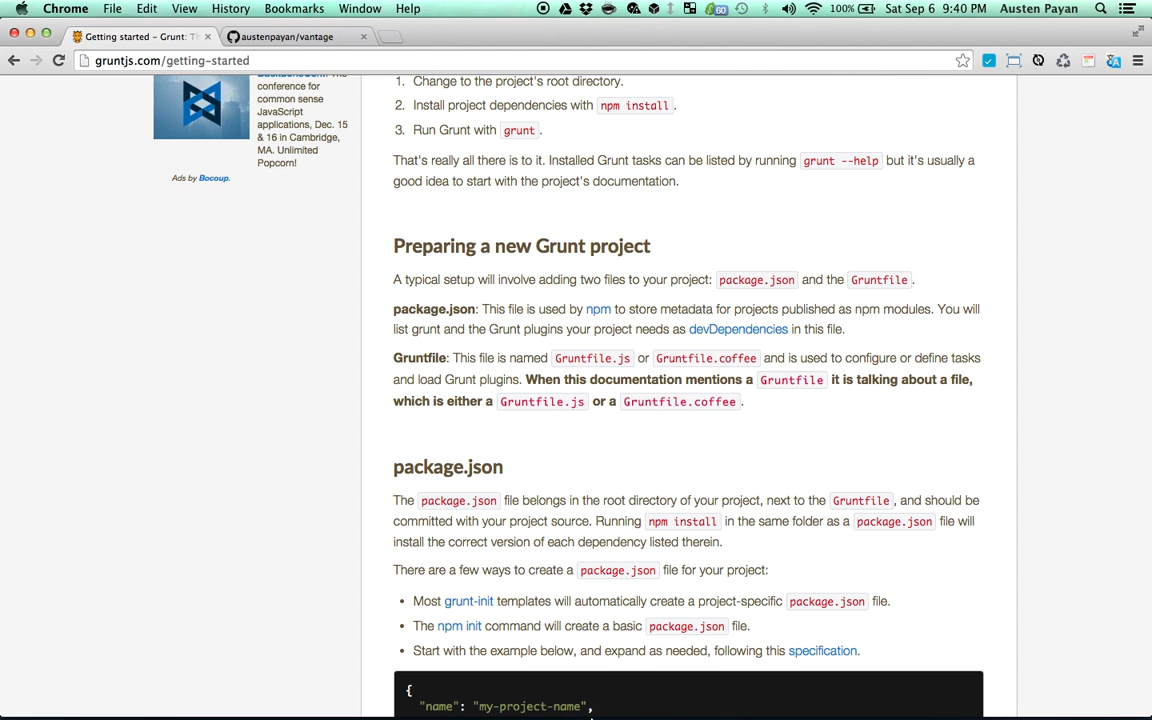 Chrome File Edit View History Bookmarks Window Help 60 100% Sat Sep 6 9:40 PM Austen Payan
Getting started - Grunt: T austenpayan/vantage
gruntjs.com/getting-started
conference for
common sense
JavaScript
applications, Dec. 15
& 16 in Cambridge,
MA. Unlimited
Popcorn!
Ads by Bocoup.
1. Change to the project's root directory.
2. Install project dependencies with npm install.
3. Run Grunt with grunt.
That's really all there is to it. Installed Grunt tasks can be listed by running grunt --help but it's usually a
good idea to start with the project's documentation.
Preparing a new Grunt project
A typical setup will involve adding two files to your project: package.json and the Gruntfile.
package.json: This file is used by npm to store metadata for projects published as npm modules. You will
list grunt and the Grunt plugins your project needs as devDependencies in this file.
Gruntfile: This file is named Gruntfile.js or Gruntfile.coffee and is used to configure or define tasks
and load Grunt plugins. When this documentation mentions a Gruntfile it is talking about a file,
which is either a Gruntfile.js or a Gruntfile.coffee.
package.json
The package.json file belongs in the root directory of your project, next to the Gruntfile, and should be
committed with your project source. Running npm install in the same folder as a package.json file will
install the correct version of each dependency listed therein.
There are a few ways to create a package.json file for your project:
• Most grunt-init templates will automatically create a project-specific package.json file.
• The npm init command will create a basic package.json file.
• Start with the example below, and expand as needed, following this specification.
{
"name": "my-project-name",